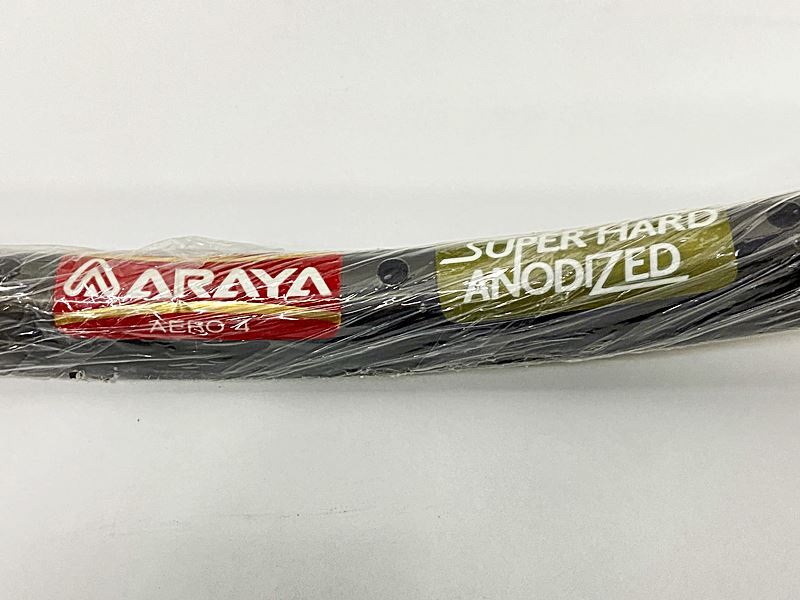 ARAYA
AERO 4
SUPER HARD
ANODIZED